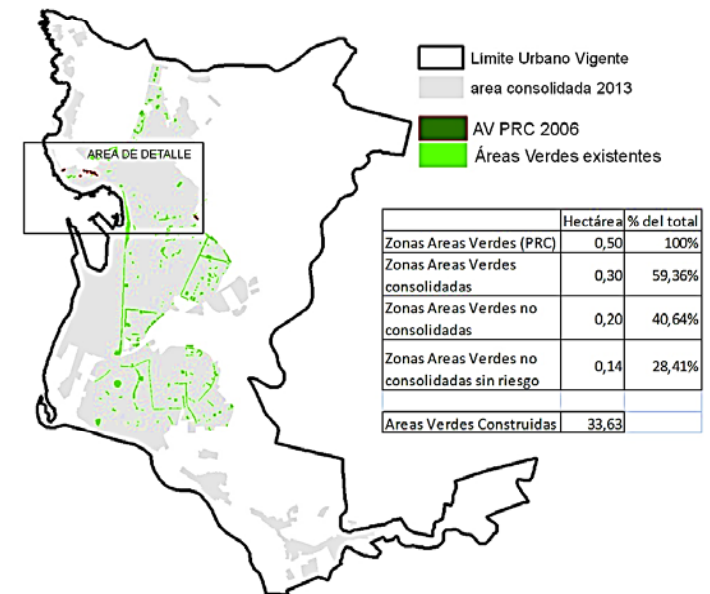 Limite Urbano Vigente
area consolidada 2013
AV PRC 2006
Áreas Verdes existentes
AREA DE DETALLE
Hectárea % del total
Zonas Areas Verdes (PRC) 0,50 100%
Zonas Areas Verdes
consolidadas 0,30 59,36%
Zonas Areas Verdes no
consolidadas 0,20 40,64%
Zonas Areas Verdes no
consolidadas sin riesgo 0,14 28,41%
Areas Verdes Construidas 33,63